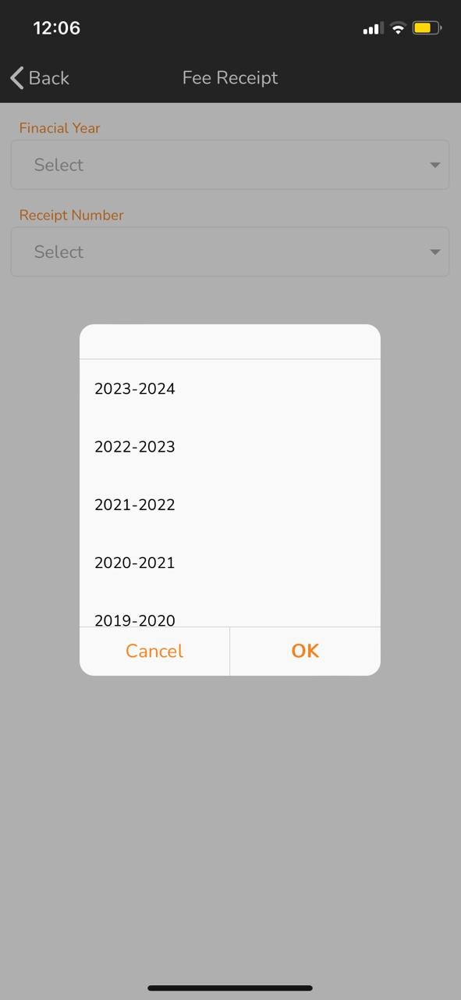 12:06
Back
Fee Receipt
Finacial Year
Select
Receipt Number
Select
2023-2024
2022-2023
2021-2022
2020-2021
2019-2020
Cancel
OK